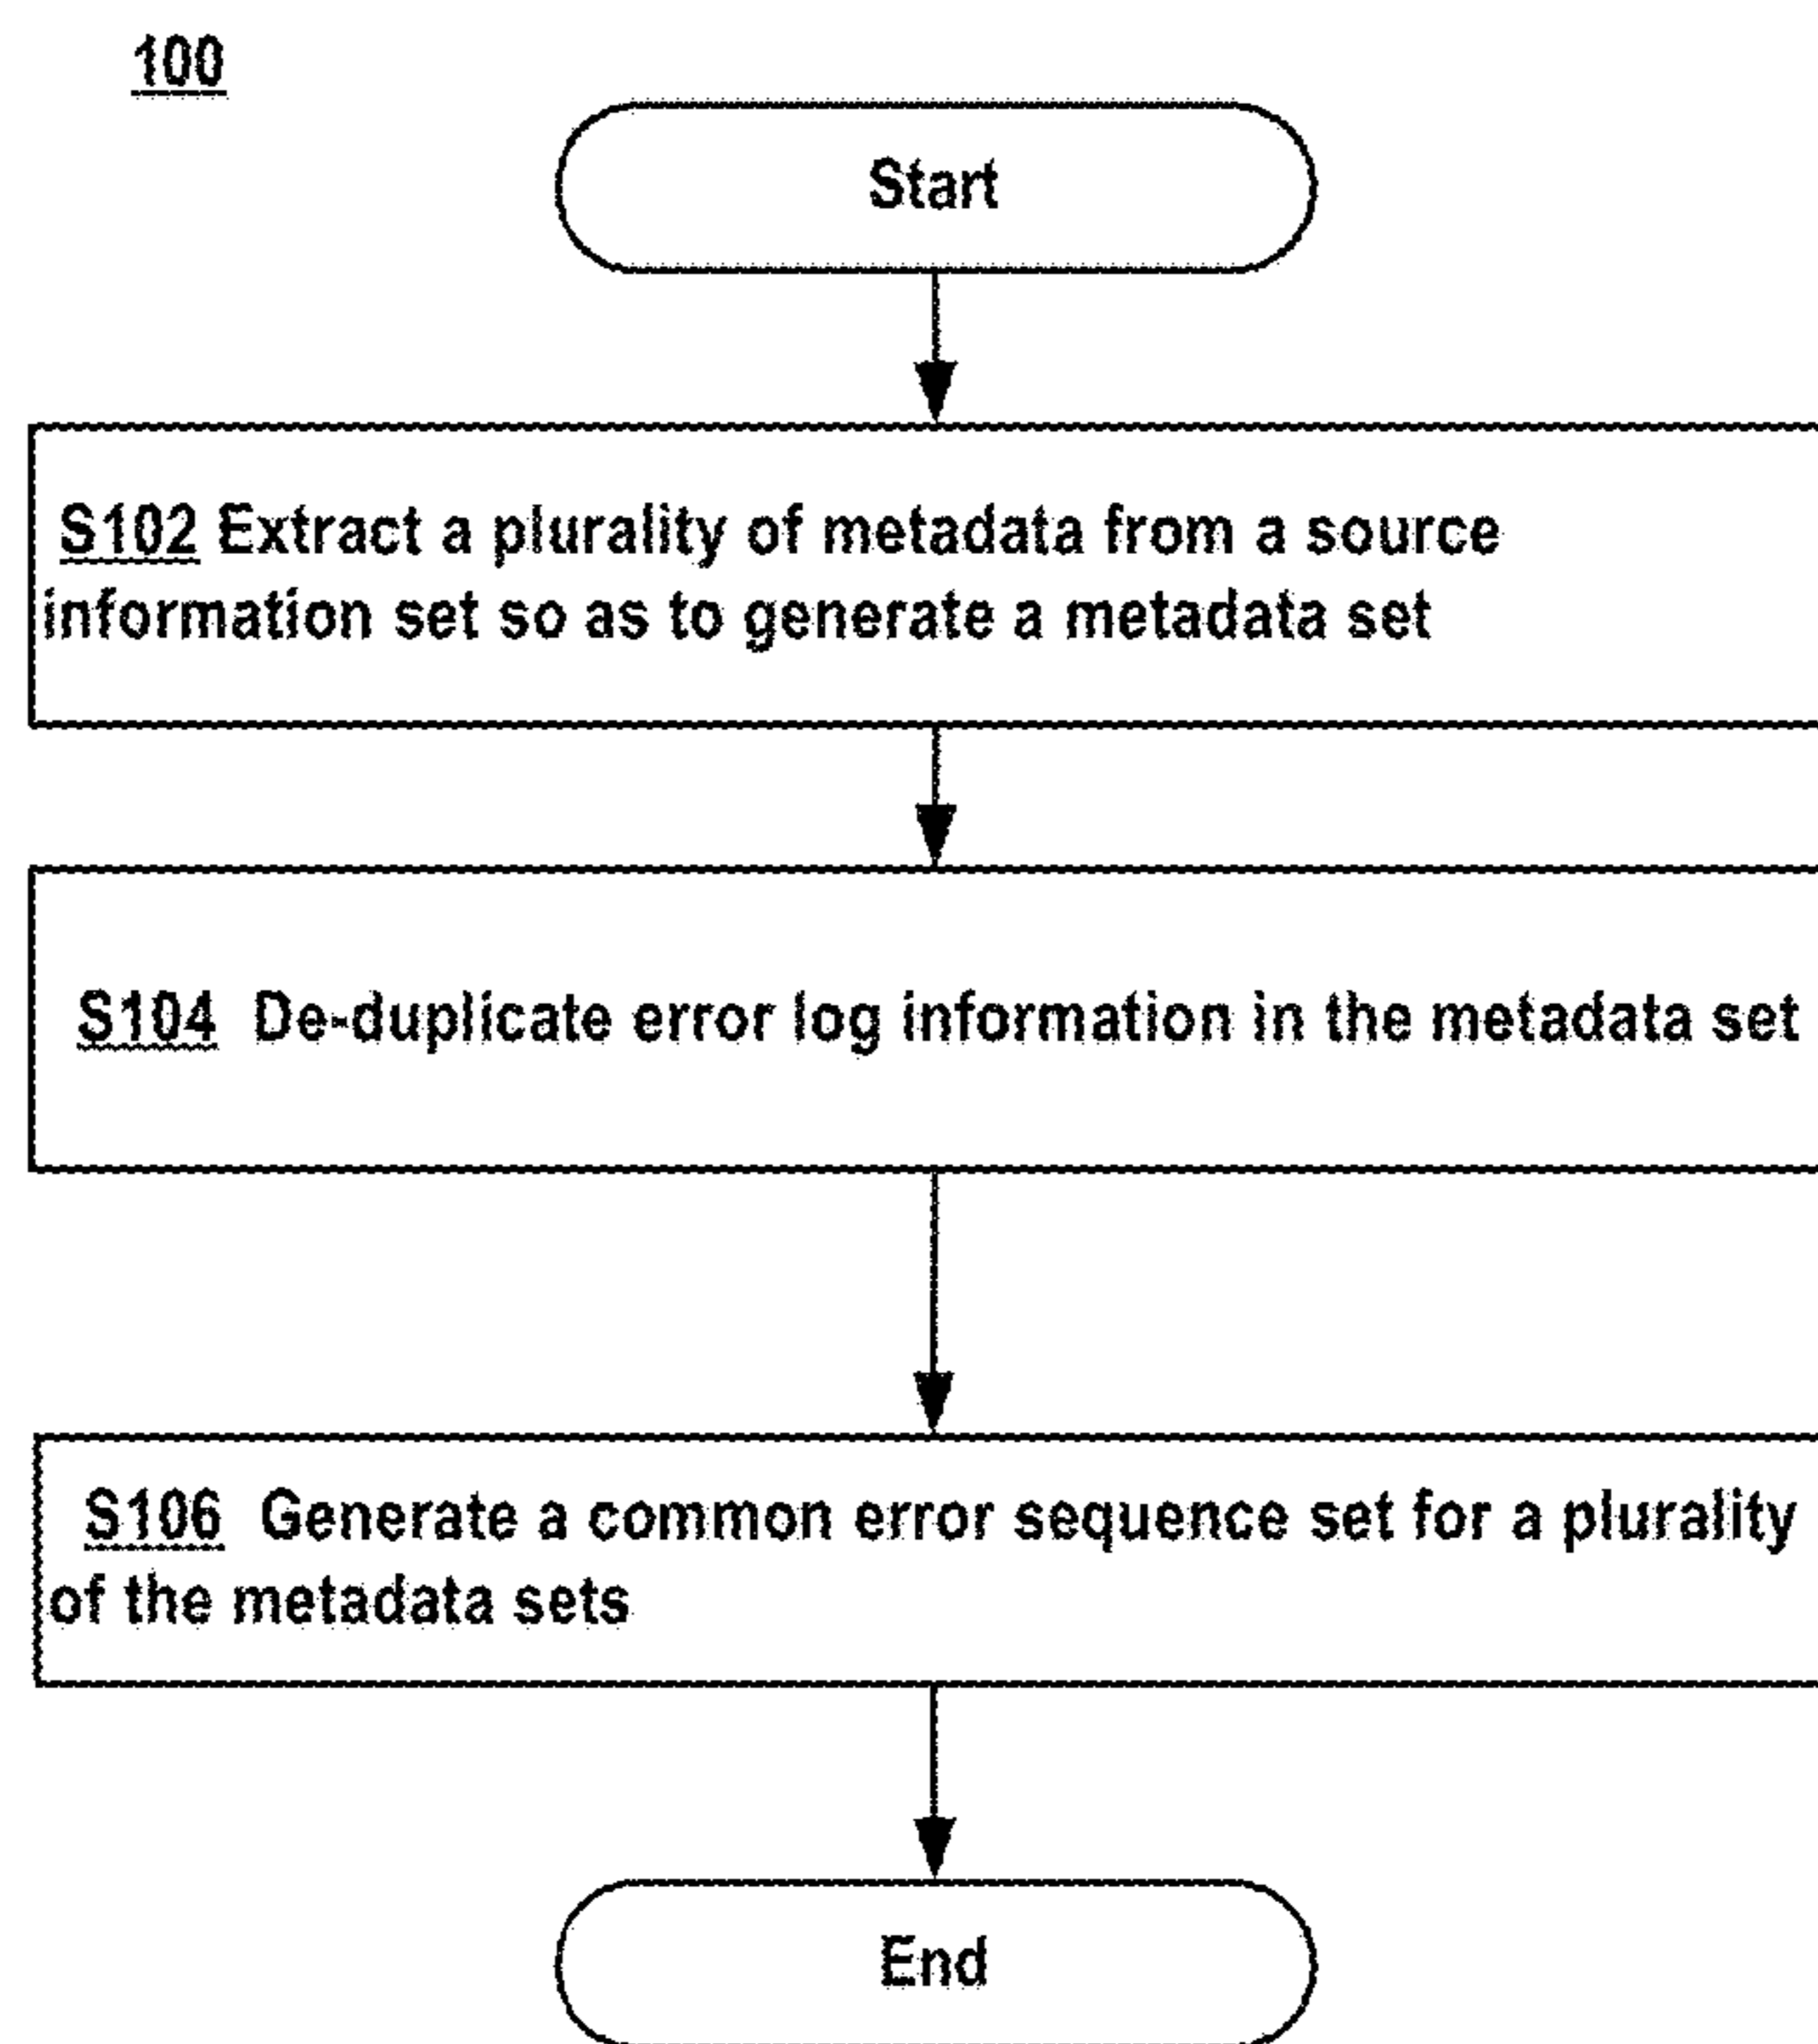 100
Start
S102 Extract a plurality of metadata from a source
information set so as to generate a metadata set
S104 De-duplicate error log information in the metadata set
S106 Generate a common error sequence set for a plurality
of the metadata sets
End